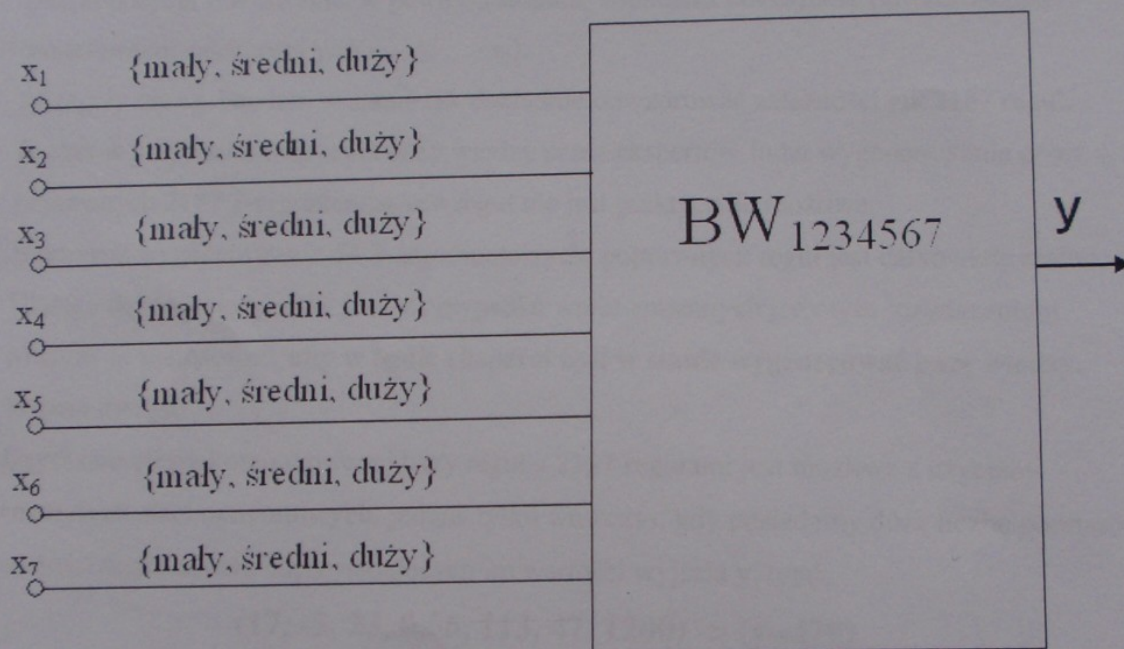 x1 {mały, średni, duży}
x2 {mały, średni, duży}
x3 {mały, średni, duży}
x4 {mały, średni, duży}
x5 {mały, średni, duży}
x6 {mały, średni, duży}
x7 {mały, średni, duży}
BW1234567
y